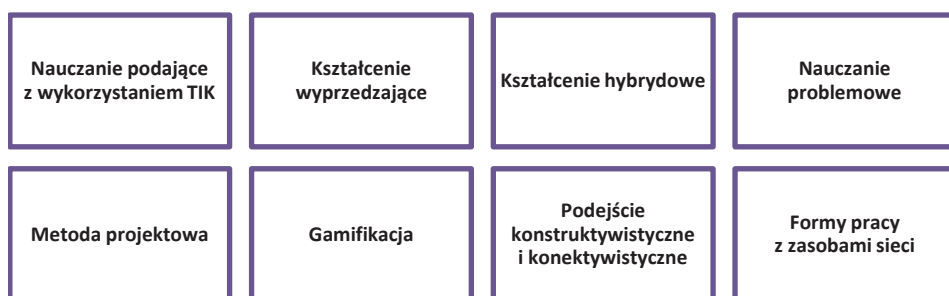 Nauczanie podające
z wykorzystaniem TIK
Kształcenie
wyprzedzające
Kształcenie hybrydowe
Nauczanie
problemowe
Metoda projektowa
Gamifikacja
Podejście
konstruktywistyczne
i konektywistyczne
Formy pracy
z zasobami sieci